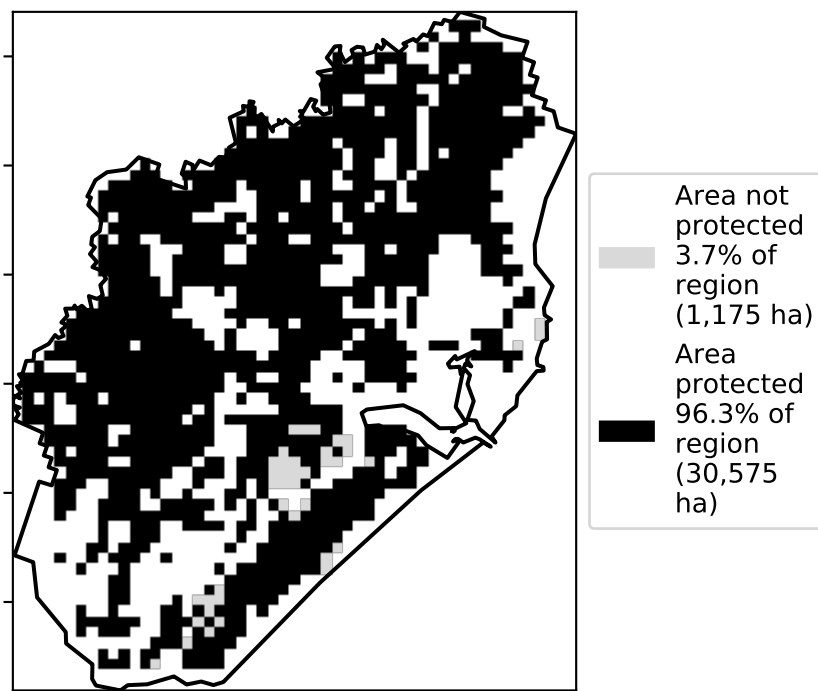 Area not
protected
3.7% of
region
(1,175 ha)
Area
protected
96.3% of
region
(30,575
ha)